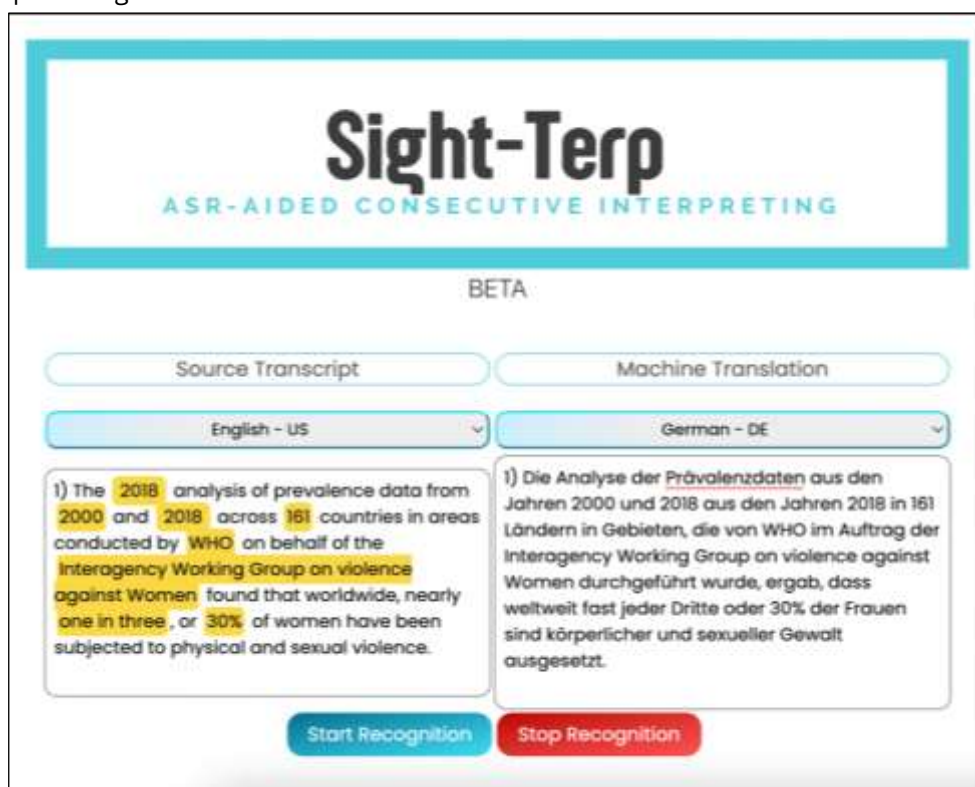 Sight-Terp
ASR-AIDED CONSECUTIVE INTERPRETING
BETA
Source Transcript
Machine Translation
English - US
German - DE
1) The 2018 analysis of prevalence data from
2000 and 2018 across 161 countries in areas
conducted by WHO on behalf of the
Interagency Working Group on violence
against Women found that worldwide, nearly
one in three, or 30% of women have been
subjected to physical and sexual violence.
1) Die Analyse der Prävalenzdaten aus den
Jahren 2000 und 2018 aus den Jahren 2018 in 161
Ländern in Gebieten, die von WHO im Auftrag der
Interagency Working Group on violence against
Women durchgeführt wurde, ergab, dass
weltweit fast jeder Dritte oder 30% der Frauen
sind körperlicher und sexueller Gewalt
ausgesetzt.
Start Recognition
Stop Recognition